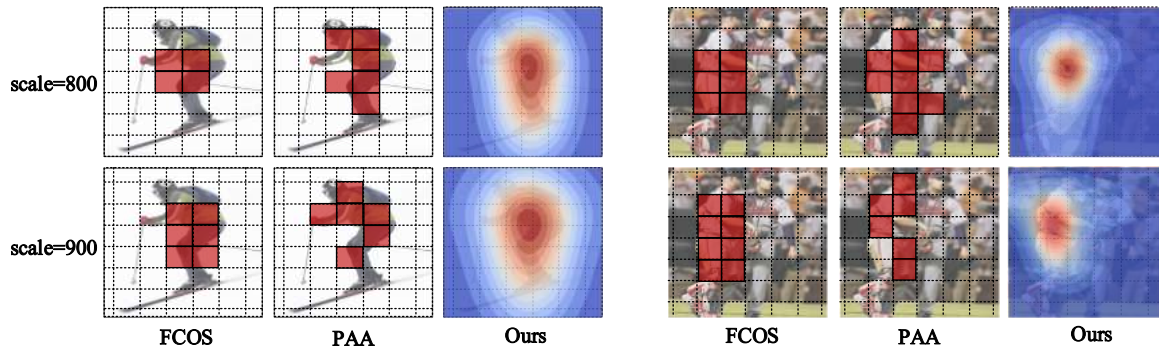 scale=800
scale=900
FCOS PAA Ours FCOS PAA Ours